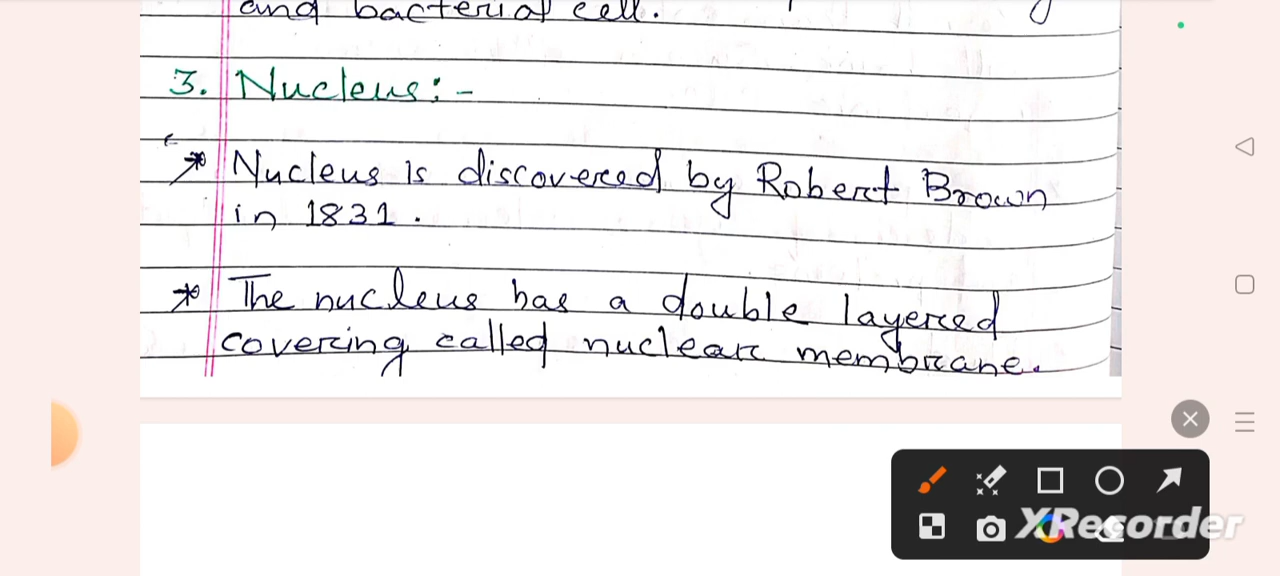 and bacterial cell.
3. Nucleus:-
* Nucleus is discovered by Robert Brown
in 1831.
* The nucleus has a double layered
covering called nuclear membrane.
XRecorder